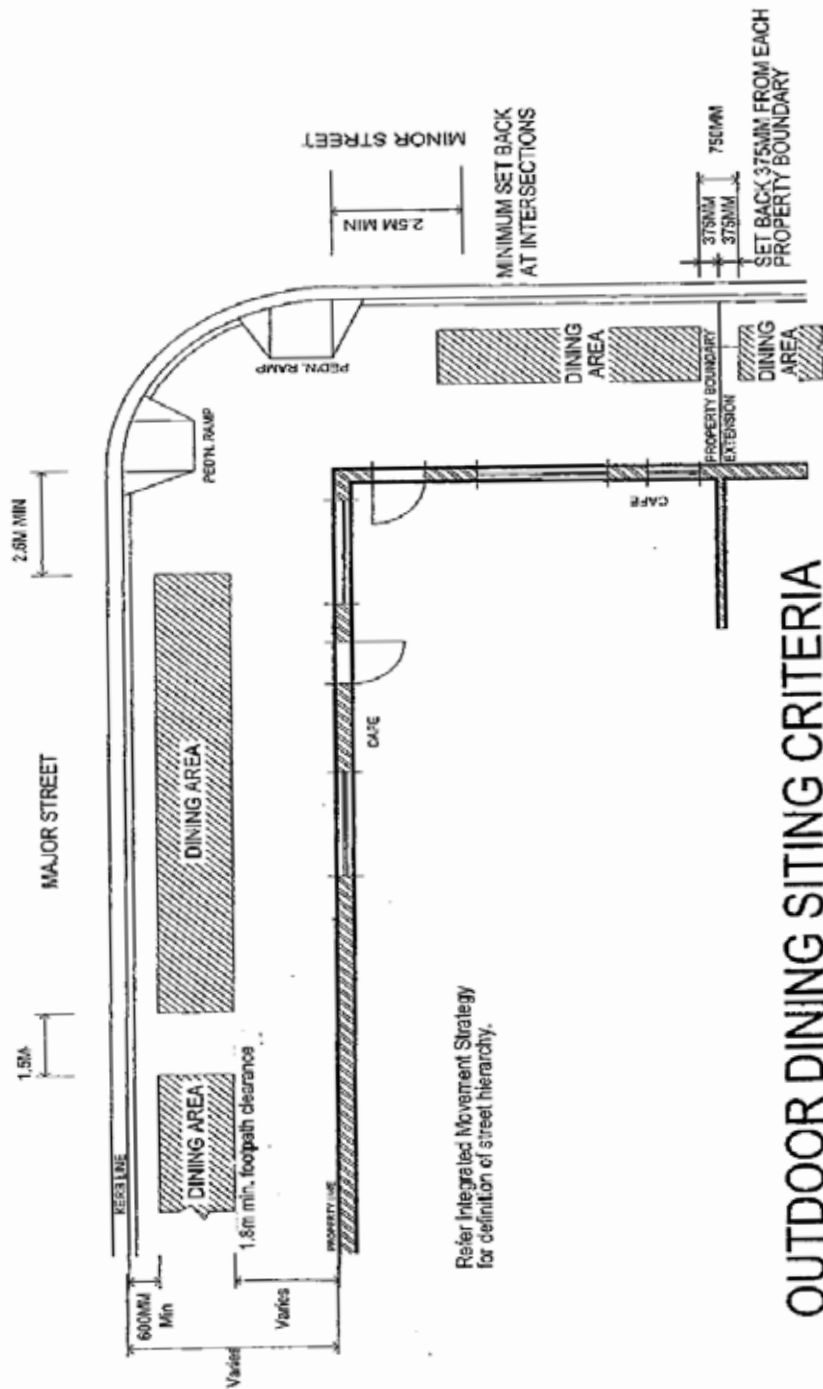 MAJOR STREET
2.6M MIN
1.5M
KERB LINE
DINING AREA
DINING AREA
600MM
Min
Varies
Varies
1.8m min. footpath clearance
PROPERTY LINE
CAFE
PED'N. RAMP
PED'N. RAMP
MINOR STREET
2.5M MIN
MINIMUM SET BACK
AT INTERSECTIONS
DINING
AREA
CAFE
PROPERTY BOUNDARY
EXTENSION
DINING
AREA
375MM
375MM
750MM
SET BACK 375MM FROM EACH
PROPERTY BOUNDARY
Refer Integrated Movement Strategy
for definition of street hierarchy.
OUTDOOR DINING SITING CRITERIA